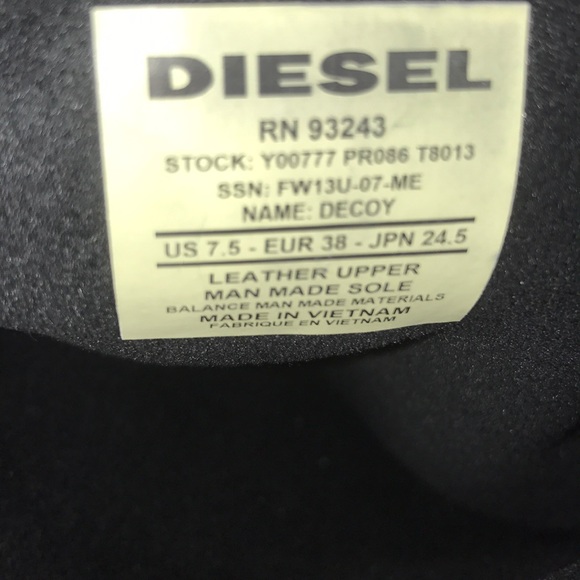 DIESEL
RN 93243
STOCK: Y00777 PR086 T8013
SSN: FW13U-07-ME
NAME: DECOY
US 7.5 - EUR 38 - JPN 24.5
LEATHER UPPER
MAN MADE SOLE
BALANCE MAN MADE MATERIALS
MADE IN VIETNAM
FABRIQUE EN VIETNAM